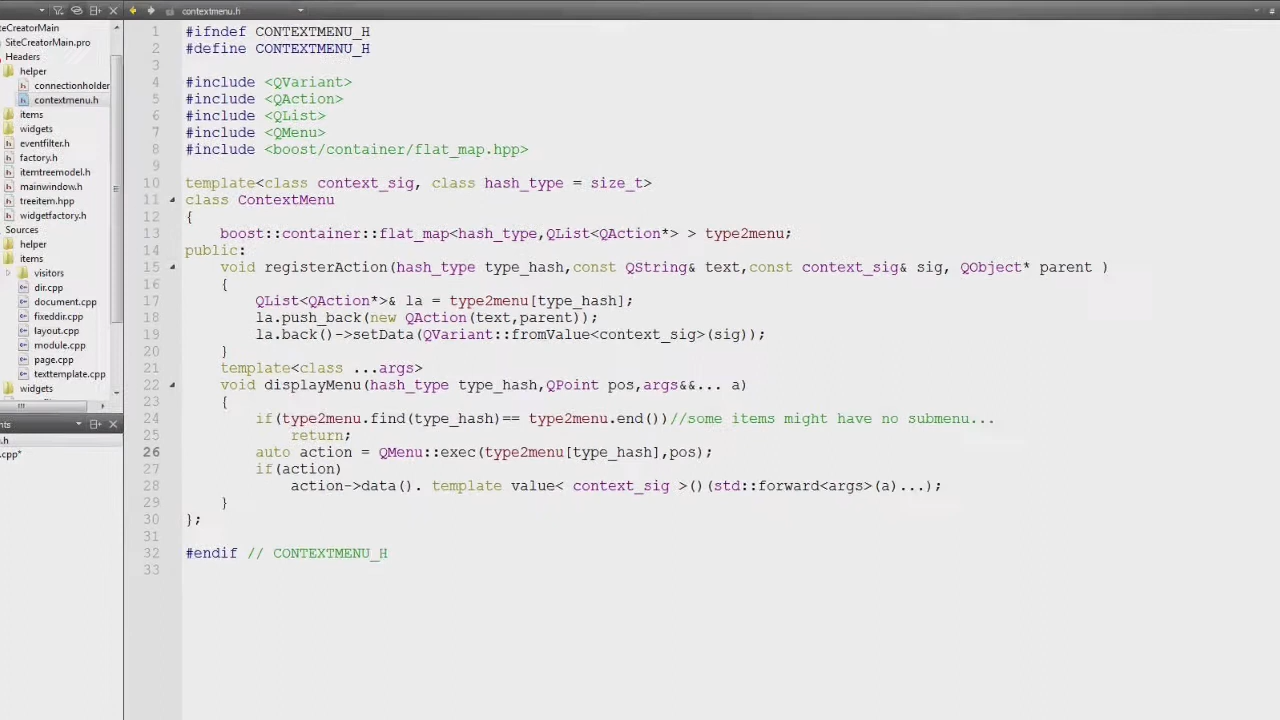 contextmenu.h
#
iteCreatorMain
SiteCreatorMain.pro
Headers
helper
connectionholder
contextmenu.h
items
widgets
eventfilter.h
factory.h
itemtreemodel.h
mainwindow.h
treeitem.hpp
widgetfactory.h
Sources
helper
items
visitors
dir.cpp
document.cpp
fixeddir.cpp
layout.cpp
module.cpp
page.cpp
texttemplate.cpp
widgets
nts
.h
.cpp*
1 #ifndef CONTEXTMENU_H
2 #define CONTEXTMENU_H
3
4 #include <QVariant>
5 #include <QAction>
6 #include <QList>
7 #include <QMenu>
8 #include <boost/container/flat_map.hpp>
9
10 template<class context_sig, class hash_type = size_t>
11 class ContextMenu
12 {
13 boost::container::flat_map<hash_type,QList<QAction*> > type2menu;
14 public:
15 void registerAction(hash_type type_hash,const QString& text,const context_sig& sig, QObject* parent )
16 {
17 QList<QAction*>& la = type2menu[type_hash];
18 la.push_back(new QAction(text,parent));
19 la.back()->setData(QVariant::fromValue<context_sig>(sig));
20 }
21 template<class ...args>
22 void displayMenu(hash_type type_hash,QPoint pos,args&&... a)
23 {
24 if(type2menu.find(type_hash)== type2menu.end())//some items might have no submenu...
25 return;
26 auto action = QMenu::exec(type2menu[type_hash],pos);
27 if(action)
28 action->data(). template value< context_sig >()(std::forward<args>(a)...);
29 }
30 };
31
32 #endif // CONTEXTMENU_H
33